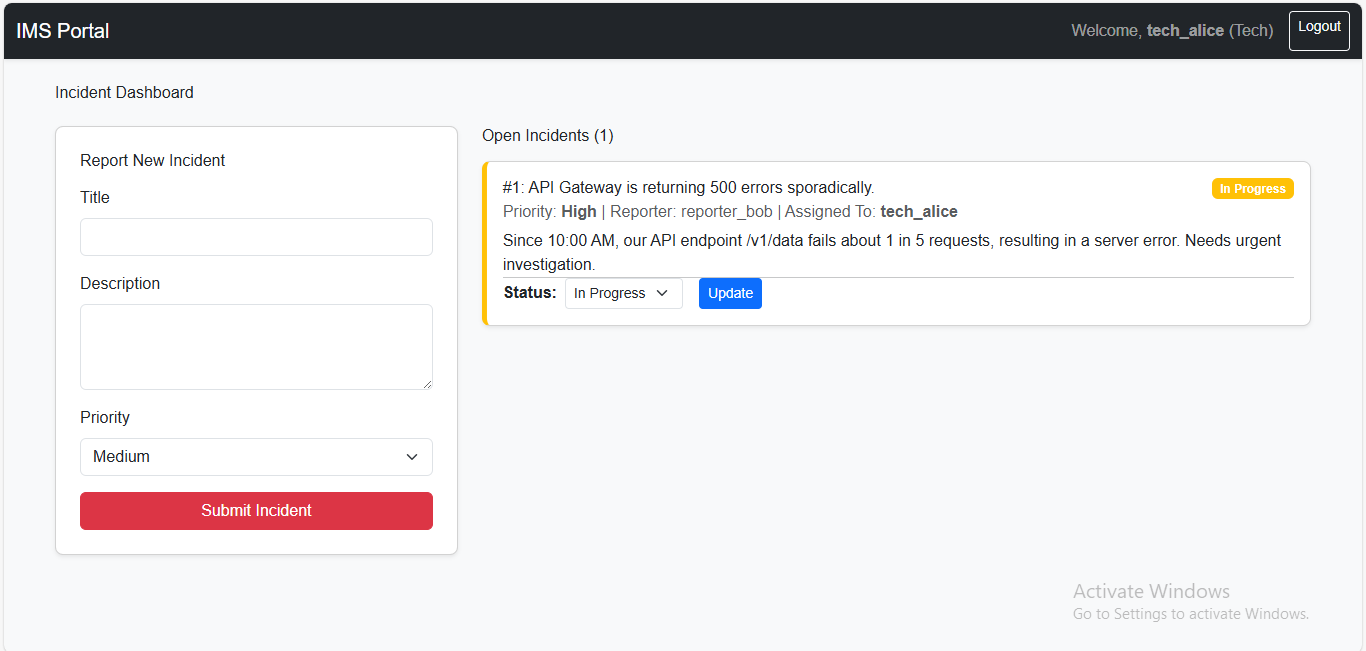 IMS Portal
Welcome, tech_alice (Tech)
Logout
Incident Dashboard
Report New Incident
Title
Description
Priority
Medium
Submit Incident
Open Incidents (1)
#1: API Gateway is returning 500 errors sporadically.
In Progress
Priority: High | Reporter: reporter_bob | Assigned To: tech_alice
Since 10:00 AM, our API endpoint /v1/data fails about 1 in 5 requests, resulting in a server error. Needs urgent
investigation.
Status: In Progress Update
Activate Windows
Go to Settings to activate Windows.